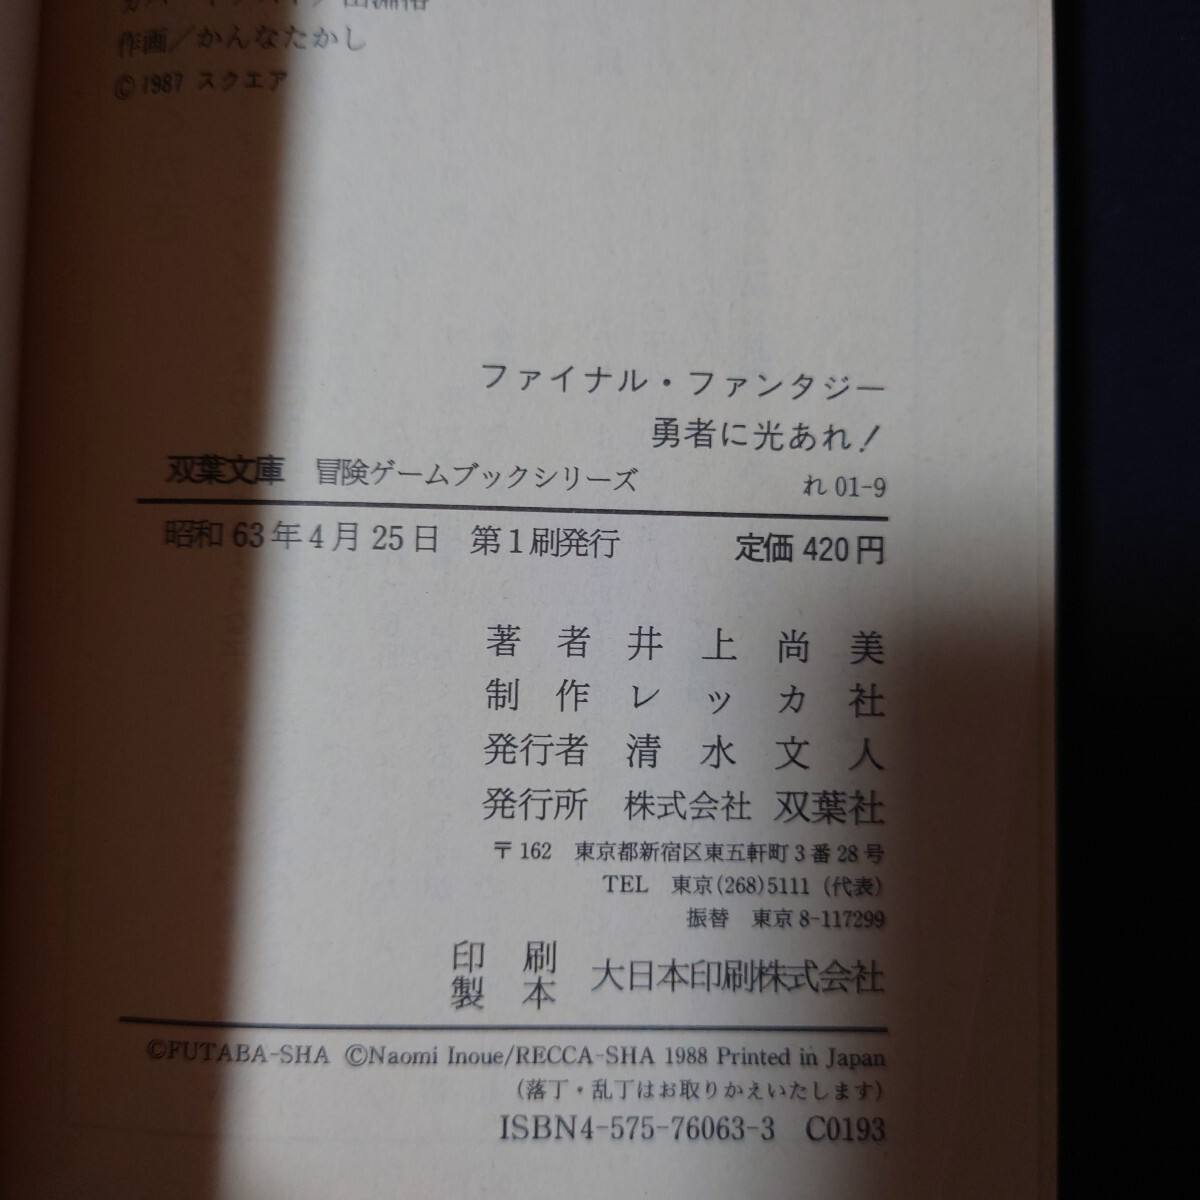 作画／かんなたかし
©1987 スクエア
ファイナル・ファンタジー
勇者に光あれ！
双葉文庫 冒険ゲームブックシリーズ れ 01-9
昭和 63 年 4 月 25 日 第 1 刷発行 定価 420 円
著者 井上尚美
制作 レッカ社
発行者 清水文人
発行所 株式会社 双葉社
〒162 東京都新宿区東五軒町 3 番 28 号
TEL 東京(268)5111（代表）
振替 東京 8-117299
印刷
製本 大日本印刷株式会社
©FUTABA-SHA ©Naomi Inoue/RECCA-SHA 1988 Printed in Japan
（落丁・乱丁はお取りかえいたします）
ISBN4-575-76063-3 C0193